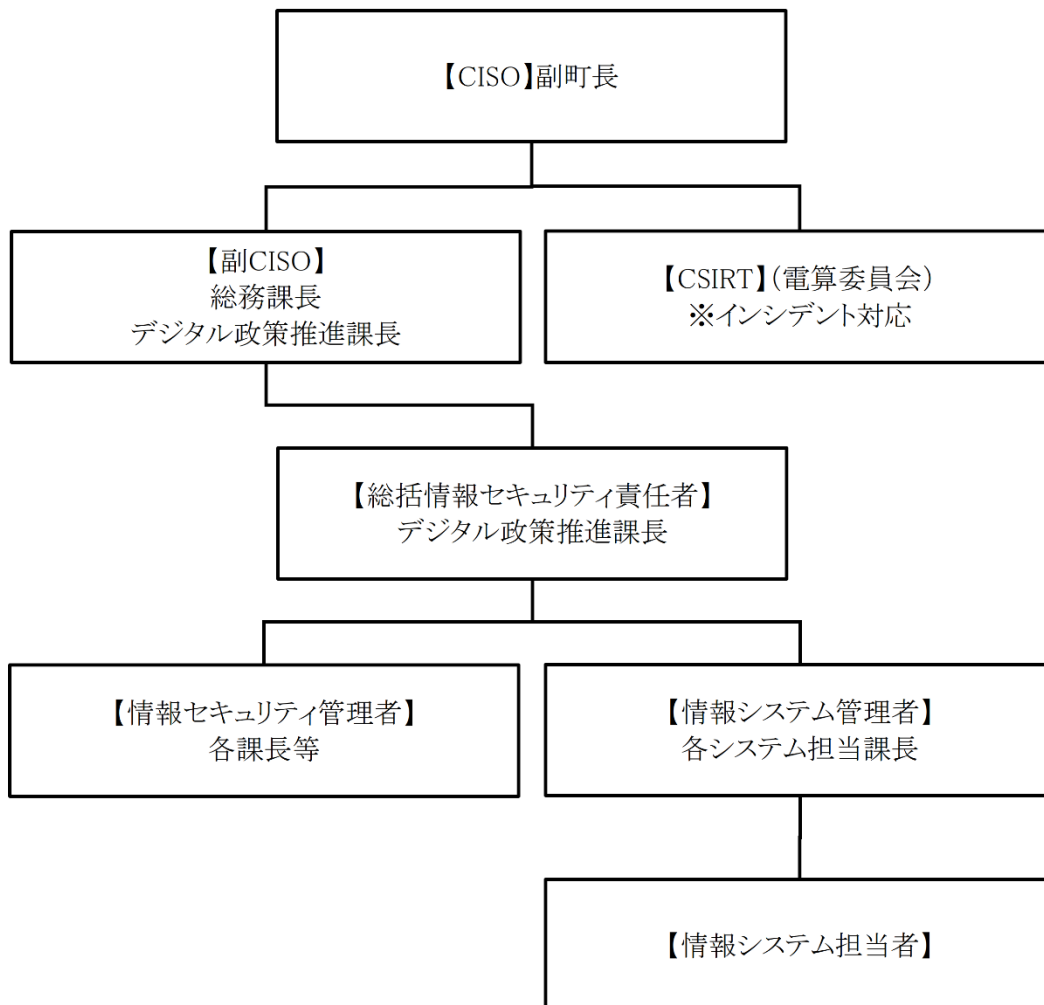 【CISO】副町長
【副CISO】
総務課長
デジタル政策推進課長
【CSIRT】(電算委員会)
※インシデント対応
【総括情報セキュリティ責任者】
デジタル政策推進課長
【情報セキュリティ管理者】
各課長等
【情報システム管理者】
各システム担当課長
【情報システム担当者】